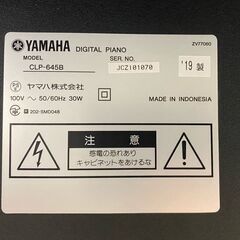 YAMAHA DIGITAL PIANO ZV77060
MODEL CLP-645B
SER. NO. JCZI01070
'19 製
ヤマハ株式会社
100V ～ 50/60Hz 30W
202-SMD048
MADE IN INDONESIA
注 意
感電の恐れあり
キャビネットをあけるな